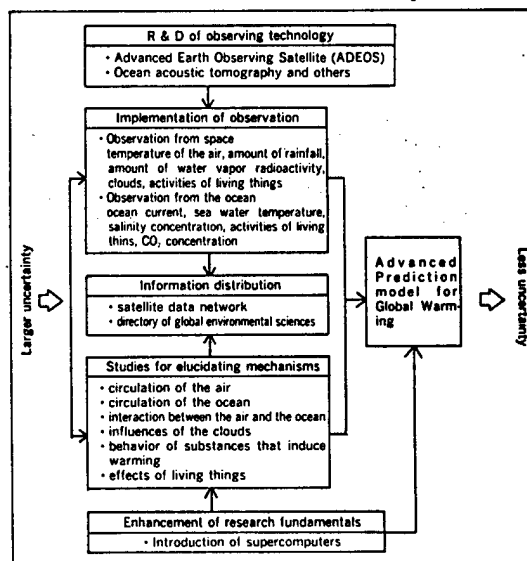 R & D of observing technology
· Advanced Earth Observing Satellite (ADEOS)
· Ocean acoustic tomography and others
Implementation of observation
· Observation from space
temperature of the air, amount of rainfall,
amount of water vapor radioactivity,
clouds, activities of living things
· Observation from the ocean
ocean current, sea water temperature,
salinity concentration, activities of living
thins, CO₂ concentration
Information distribution
· satellite data network
· directory of global environmental sciences
Studies for elucidating mechanisms
· circulation of the air
· circulation of the ocean
· interaction between the air and the ocean
· influences of the clouds
· behavior of substances that induce
warming
· effects of living things
Enhancement of research fundamentals
· Introduction of supercomputers
Larger uncertainty
Advanced
Prediction
model for
Global Warm-
ing
Less uncertainty